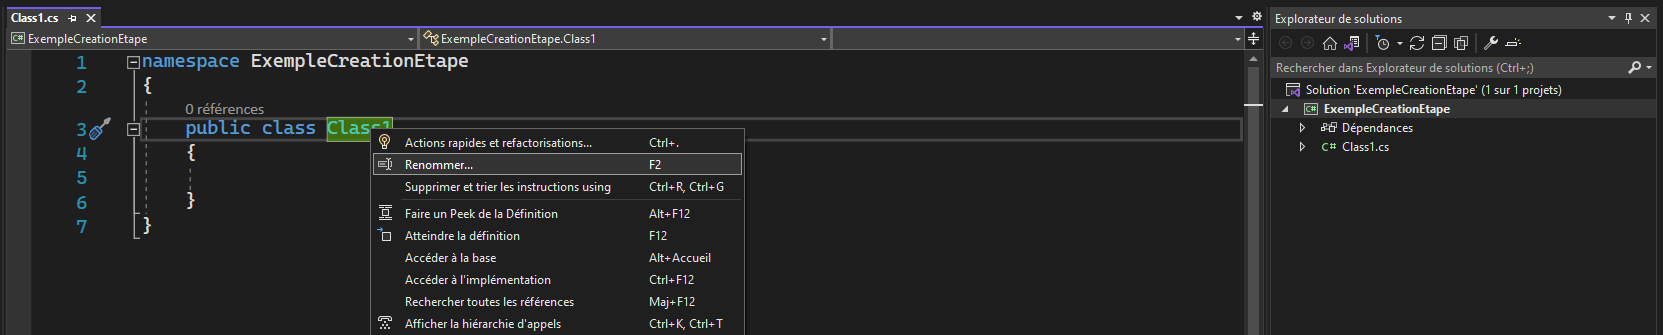 Class1.cs
ExempleCreationEtape
ExempleCreationEtape.Class1
1 namespace ExempleCreationEtape
2 {
0 références
3 public class Class1
4 {
5
6 }
7 }
Actions rapides et refactorisations... Ctrl+.
Renommer... F2
Supprimer et trier les instructions using Ctrl+R, Ctrl+G
Faire un Peek de la Définition Alt+F12
Atteindre la définition F12
Accéder à la base Alt+Accueil
Accéder à l'implémentation Ctrl+F12
Rechercher toutes les références Maj+F12
Afficher la hiérarchie d'appels Ctrl+K, Ctrl+T
Explorateur de solutions
Rechercher dans Explorateur de solutions (Ctrl+;)
Solution 'ExempleCreationEtape' (1 sur 1 projets)
C# ExempleCreationEtape
Dépendances
C# Class1.cs